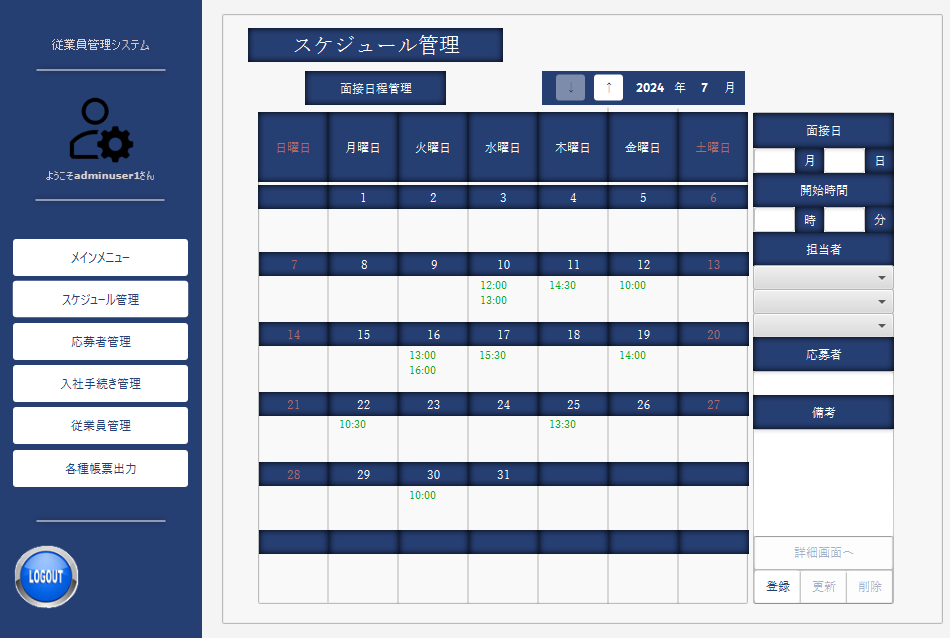 従業員管理システム
ようこそadminuser1さん
メインメニュー
スケジュール管理
応募者管理
入社手続き管理
従業員管理
各種帳票出力
LOGOUT
スケジュール管理
面接日程管理
↓ ↑ 2024 年 7 月
日曜日 月曜日 火曜日 水曜日 木曜日 金曜日 土曜日
1 2 3 4 5 6
7 8 9 10 11 12 13
12:00 14:30 10:00
13:00
14 15 16 17 18 19 20
13:00 15:30 14:00
16:00
21 22 23 24 25 26 27
10:30 13:30
28 29 30 31
10:00
面接日
月 日
開始時間
時 分
担当者
応募者
備考
詳細画面へ
登録 更新 削除